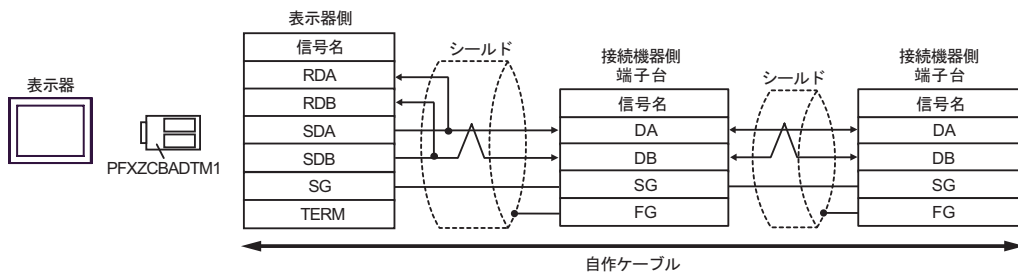 表示器
PFXZCBADTM1
表示器側
信号名
RDA
RDB
SDA
SDB
SG
TERM
シールド
接続機器側
端子台
信号名
DA
DB
SG
FG
シールド
接続機器側
端子台
信号名
DA
DB
SG
FG
自作ケーブル